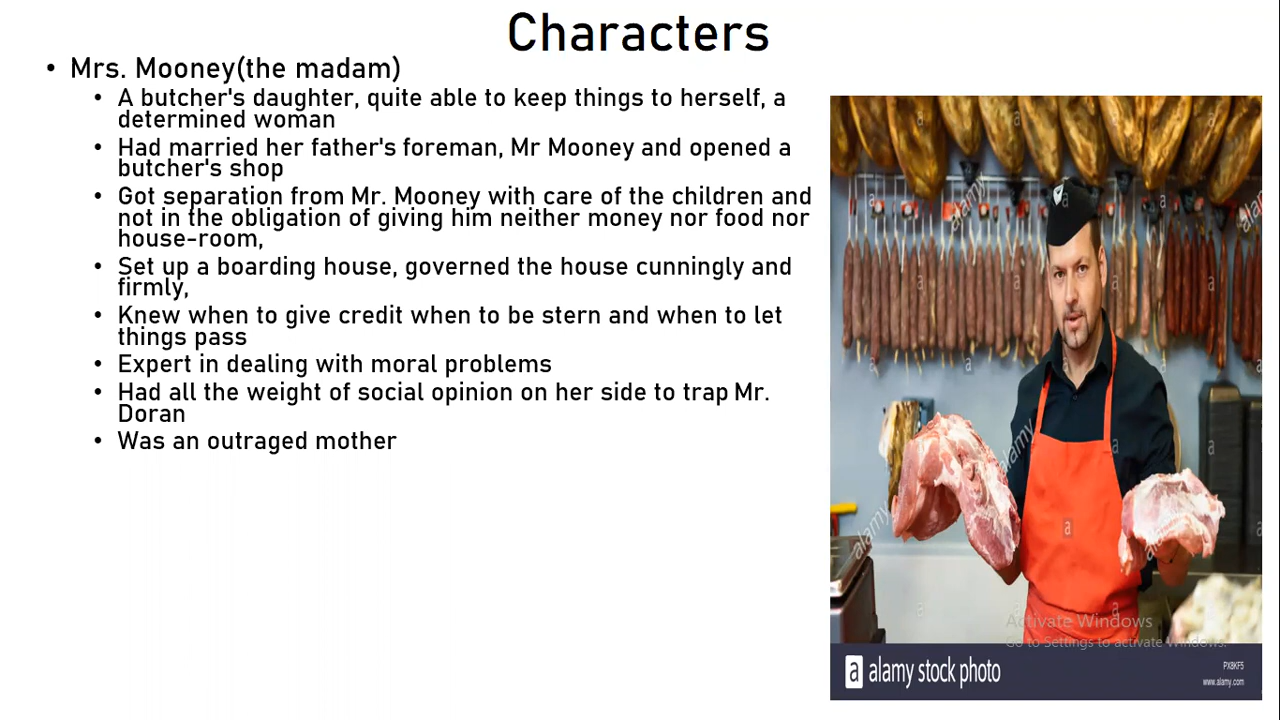 Characters
• Mrs. Mooney(the madam)
• A butcher's daughter, quite able to keep things to herself, a
determined woman
• Had married her father's foreman, Mr Mooney and opened a
butcher's shop
• Got separation from Mr. Mooney with care of the children and
not in the obligation of giving him neither money nor food nor
house-room,
• Set up a boarding house, governed the house cunningly and
firmly,
• Knew when to give credit when to be stern and when to let
things pass
• Expert in dealing with moral problems
• Had all the weight of social opinion on her side to trap Mr.
Doran
• Was an outraged mother
alamy
alamy
alamy
alamy
a
a
a
a
a
Activate Windows
Go to Settings to activate Windows.
a alamy stock photo
PX8KF5
www.alamy.com